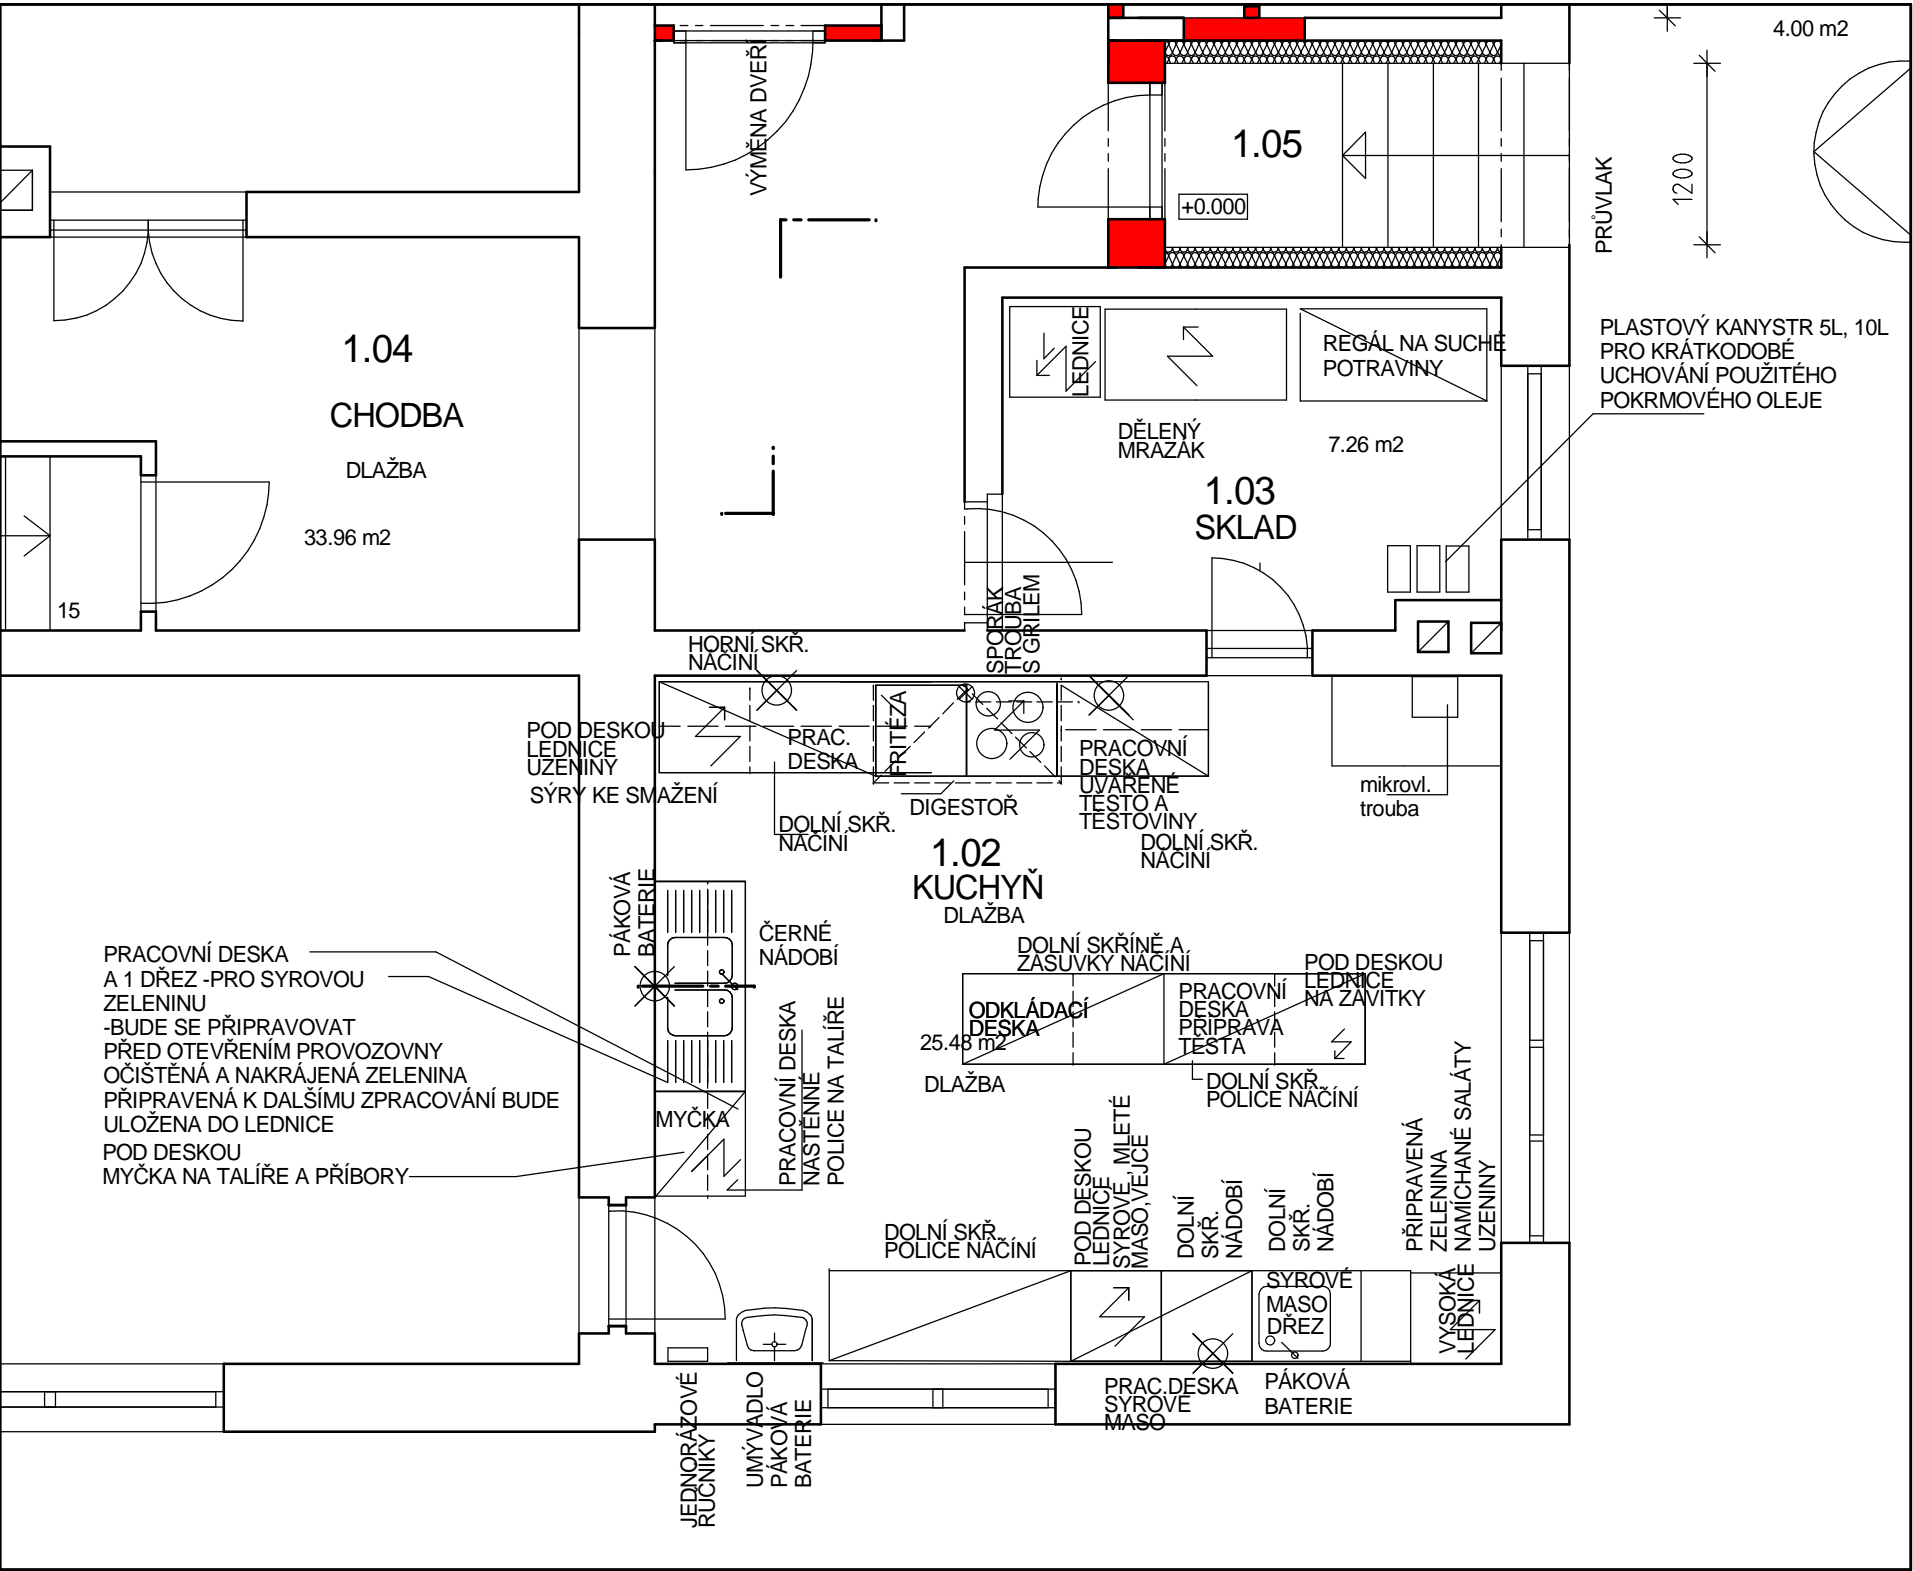 4.00 m2
VÝMĚNA DVEŘÍ
1.05
+0.000
PRŮVLAK
1200
1.04
CHODBA
DLAŽBA
33.96 m2
15
LEDNICE
REGÁL NA SUCHÉ
POTRAVINY
DĚLENÝ
MRAZÁK
7.26 m2
1.03
SKLAD
PLASTOVÝ KANYSTR 5L, 10L
PRO KRÁTKODOBÉ
UCHOVÁNÍ POUŽITÉHO
POKRMOVÉHO OLEJE
HORNÍ SKŘ.
NÁČINÍ
SPORÁK
TROUBA
S GRILEM
POD DESKOU
LEDNICE
UZENINY
SÝRY KE SMAŽENÍ
PRAC.
DESKA
FRITÉZA
DIGESTOŘ
DOLNÍ SKŘ.
NÁČINÍ
PRACOVNÍ
DESKA
UVAŘENÉ
TĚSTO A
TĚSTOVINY
DOLNÍ SKŘ.
NÁČINÍ
mikrovl.
trouba
1.02
KUCHYŇ
DLAŽBA
PÁKOVÁ
BATERIE
ČERNÉ
NÁDOBÍ
PRACOVNÍ DESKA
A 1 DŘEZ -PRO SYROVOU
ZELENINU
-BUDE SE PŘIPRAVOVAT
PŘED OTEVŘENÍM PROVOZOVNY
OČIŠTĚNÁ A NAKRÁJENÁ ZELENINA
PŘIPRAVENÁ K DALŠÍMU ZPRACOVÁNÍ BUDE
ULOŽENA DO LEDNICE
POD DESKOU
MYČKA NA TALÍŘE A PŘÍBORY
MYČKA
PRACOVNÍ DESKA
NÁSTĚNNÉ
POLICE NA TALÍŘE
DOLNÍ SKŘÍNĚ A
ZÁSUVKY NÁČINÍ
ODKLÁDACÍ
DESKA
25.48 m2
DLAŽBA
PRACOVNÍ
DESKA
PŘÍPRAVA
TĚSTA
POD DESKOU
LEDNICE
NA ZÁVITKY
DOLNÍ SKŘ.
POLICE NÁČINÍ
DOLNÍ SKŘ.
POLICE NÁČINÍ
POD DESKOU
LEDNICE
SYROVÉ, MLETÉ
MASO,VEJCE
DOLNÍ
SKŘ.
NÁDOBÍ
DOLNÍ
SKŘ.
NÁDOBÍ
PŘIPRAVENÁ
ZELENINA
NAMÍCHANÉ SALÁTY
UZENINY
SYROVÉ
MASO
DŘEZ
VYSOKÁ
LEDNICE
PRAC.DESKA
SYROVÉ
MASO
PÁKOVÁ
BATERIE
JEDNORÁZOVÉ
RUČNÍKY
UMÝVADLO
PÁKOVÁ
BATERIE